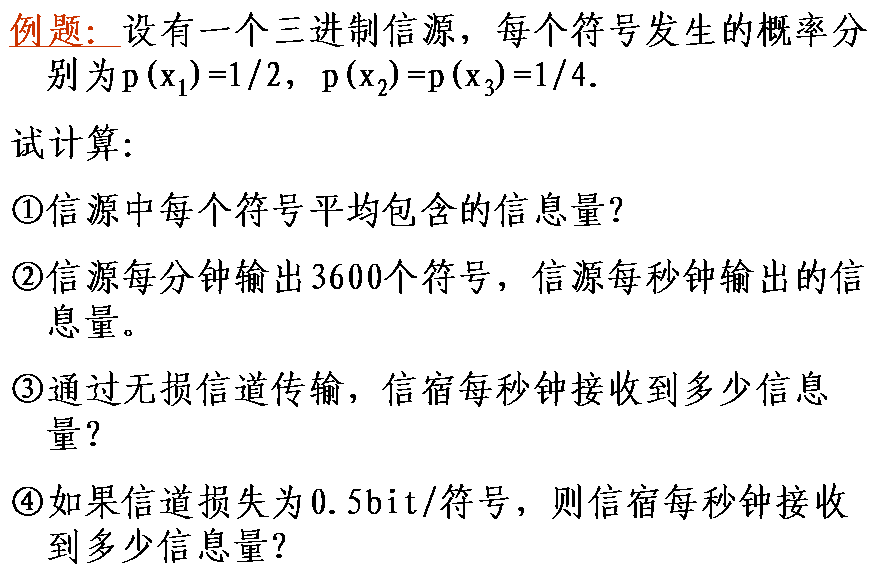 例题：设有一个三进制信源，每个符号发生的概率分
别为p(x₁)=1/2，p(x₂)=p(x₃)=1/4.
试计算：
①信源中每个符号平均包含的信息量？
②信源每分钟输出3600个符号，信源每秒钟输出的信
息量。
③通过无损信道传输，信宿每秒钟接收到多少信息
量？
④如果信道损失为0.5bit/符号，则信宿每秒钟接收
到多少信息量？